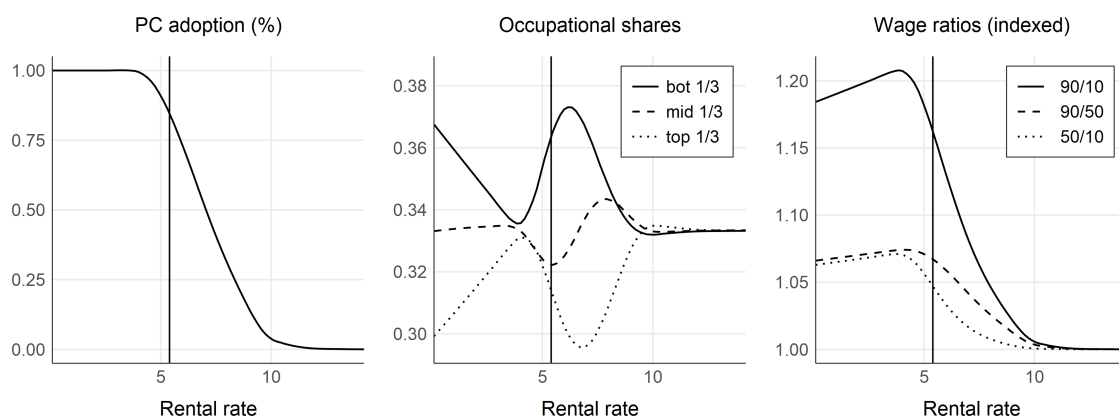 PC adoption (%)
1.00
0.75
0.50
0.25
0.00
5 10
Rental rate
Occupational shares
bot 1/3
mid 1/3
top 1/3
0.38
0.36
0.34
0.32
0.30
5 10
Rental rate
Wage ratios (indexed)
90/10
90/50
50/10
1.20
1.15
1.10
1.05
1.00
5 10
Rental rate